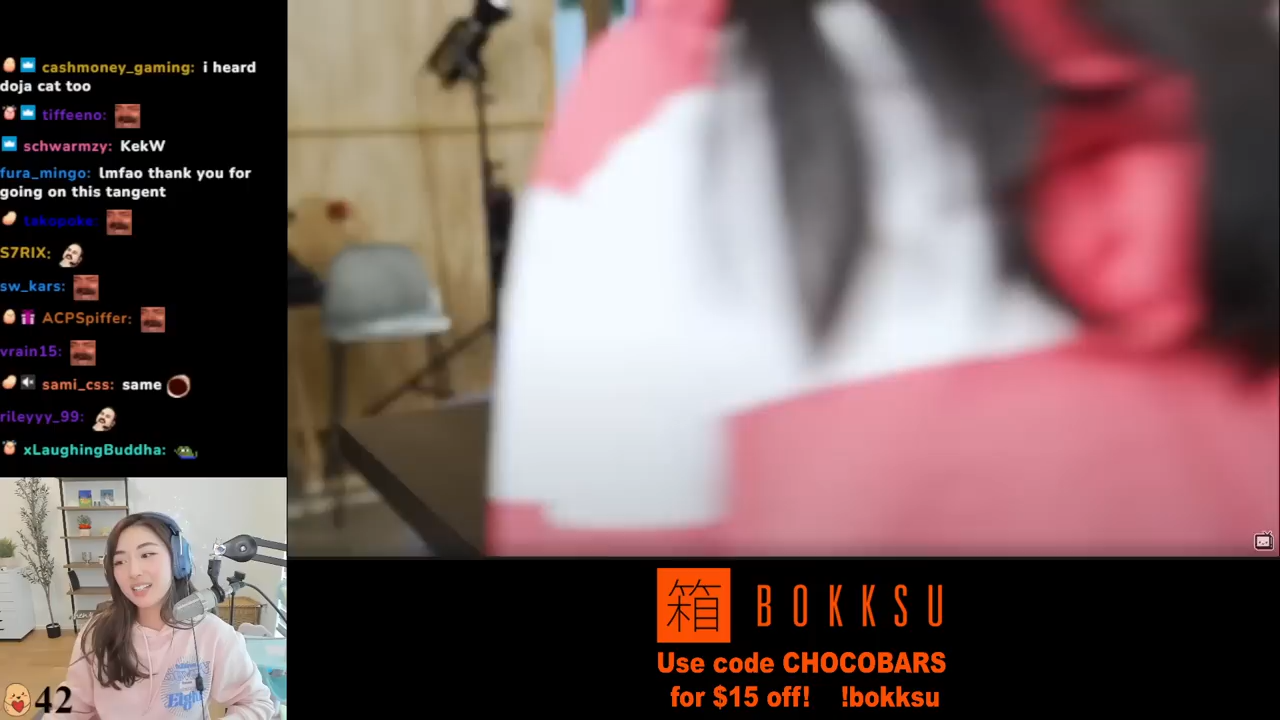 cashmoney_gaming: i heard
doja cat too
tiffeeno:
schwarmzy: KekW
fura_mingo: lmfao thank you for
going on this tangent
takopoke:
S7RIX:
sw_kars:
ACPSpiffer:
vrain15:
sami_css: same
rileyyy_99:
xLaughingBuddha:
42
箱 BOKKSU
Use code CHOCOBARS
for $15 off! !bokksu